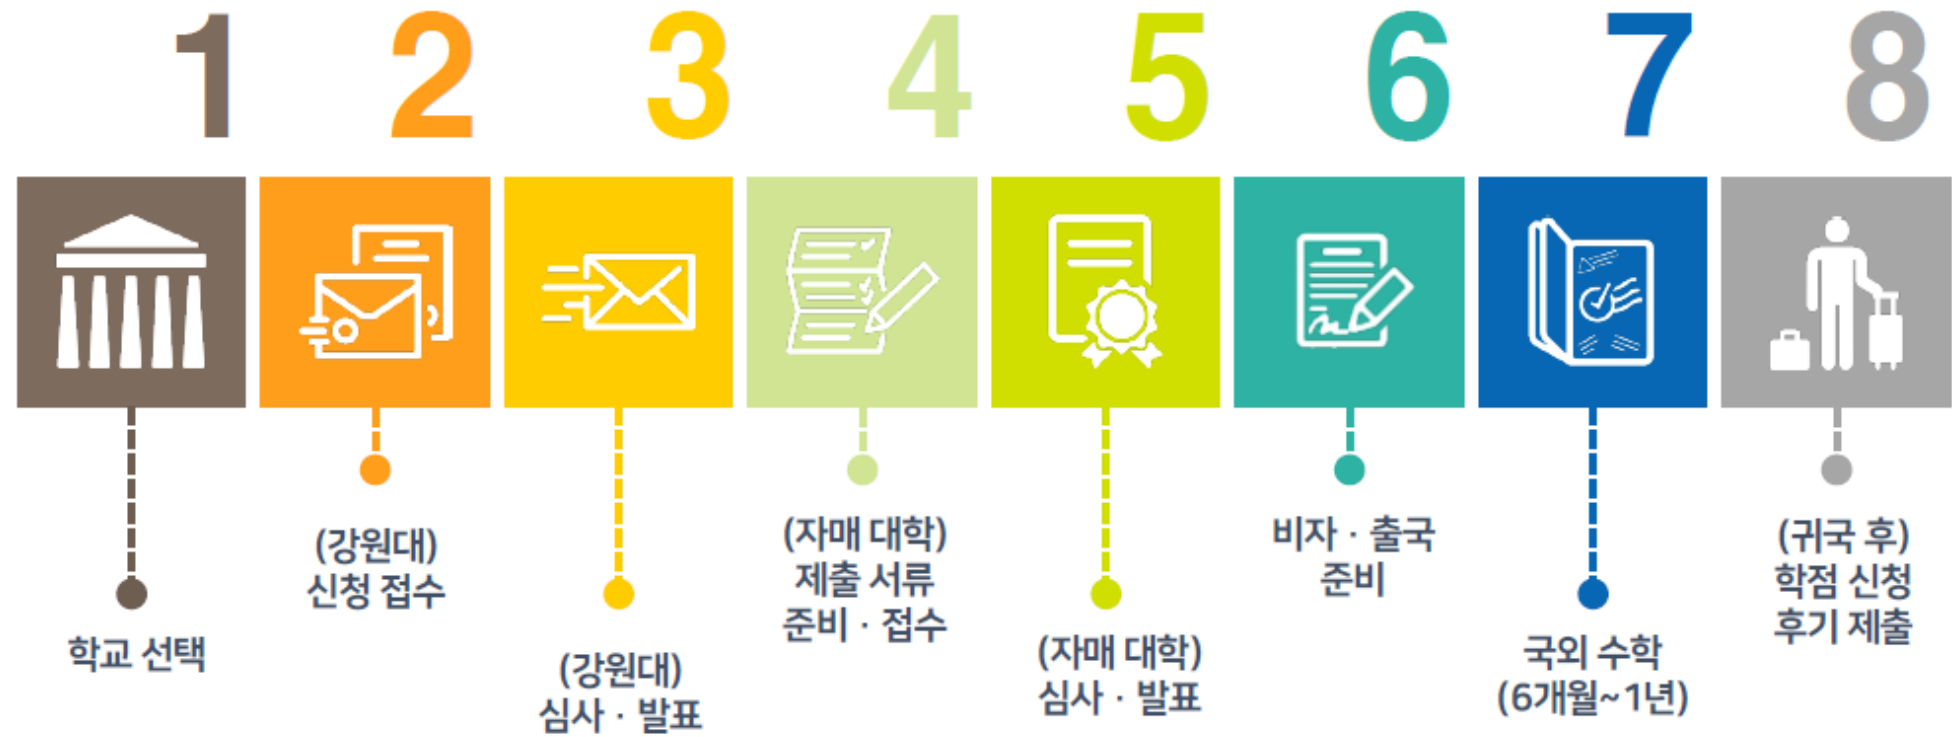 1
2
3
4
5
6
7
8
학교 선택
(강원대)
신청 접수
(강원대)
심사 · 발표
(자매 대학)
제출 서류
준비 · 접수
(자매 대학)
심사 · 발표
비자 · 출국
준비
국외 수학
(6개월~1년)
(귀국 후)
학점 신청
후기 제출